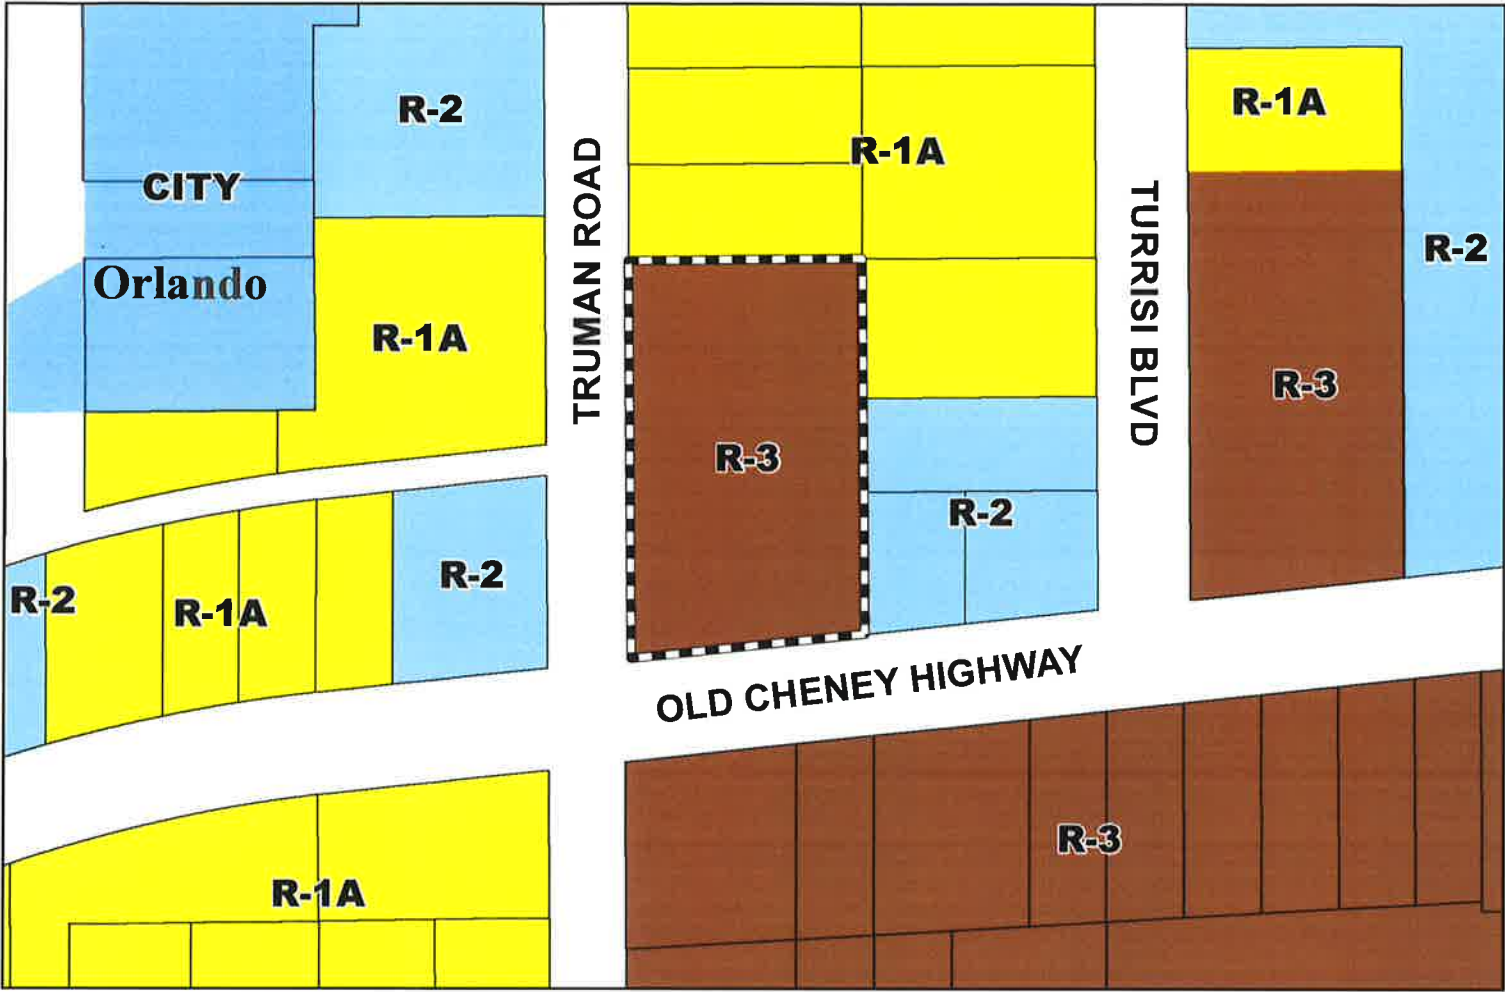 R-2
R-1A
R-1A
CITY
Orlando
R-1A
TRUMAN ROAD
TURRISI BLVD
R-2
R-3
R-3
R-2
R-2
R-2
R-1A
OLD CHENEY HIGHWAY
R-3
R-1A